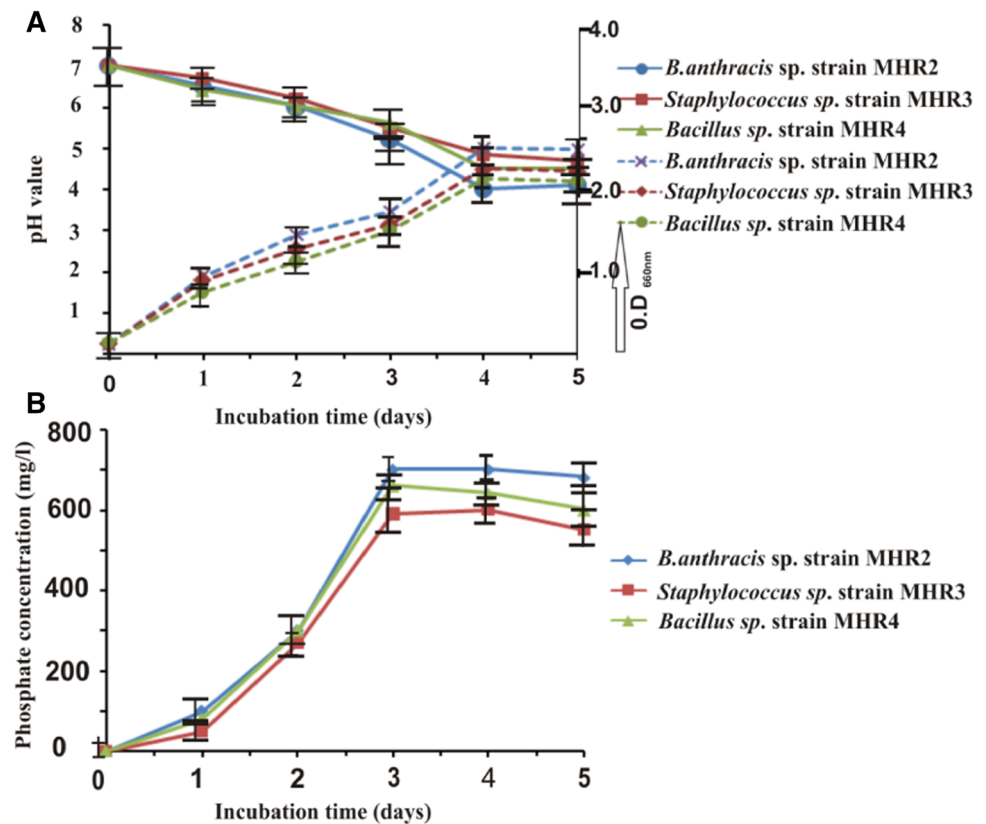 A
pH value
8
7
6
5
4
3
2
1
0 1 2 3 4 5
Incubation time (days)
4.0
3.0
2.0
1.0
0.D 660nm
B.anthracis sp. strain MHR2
Staphylococcus sp. strain MHR3
Bacillus sp. strain MHR4
B.anthracis sp. strain MHR2
Staphylococcus sp. strain MHR3
Bacillus sp. strain MHR4
B
Phosphate concentration (mg/l)
800
600
400
200
0
0 1 2 3 4 5
Incubation time (days)
B.anthracis sp. strain MHR2
Staphylococcus sp. strain MHR3
Bacillus sp. strain MHR4